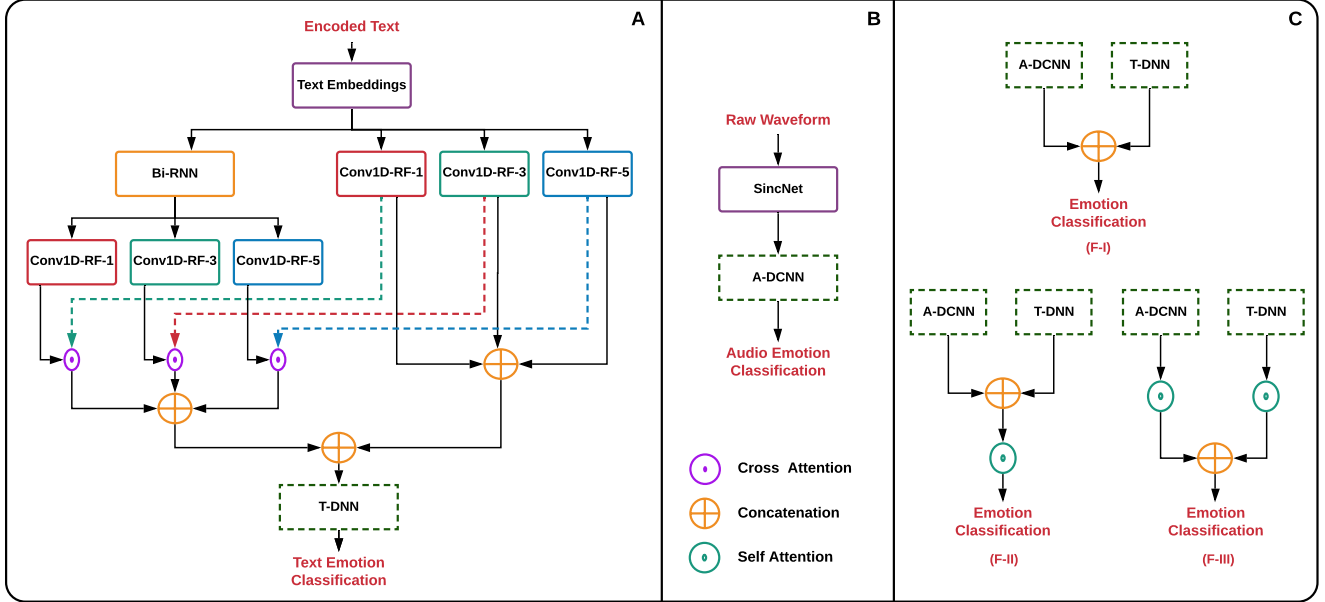 A
Encoded Text
Text Embeddings
Bi-RNN
Conv1D-RF-1
Conv1D-RF-3
Conv1D-RF-5
Conv1D-RF-1
Conv1D-RF-3
Conv1D-RF-5
T-DNN
Text Emotion
Classification
B
Raw Waveform
SincNet
A-DCNN
Audio Emotion
Classification
Cross Attention
Concatenation
Self Attention
C
A-DCNN
T-DNN
Emotion
Classification
(F-I)
A-DCNN
T-DNN
Emotion
Classification
(F-II)
A-DCNN
T-DNN
Emotion
Classification
(F-III)